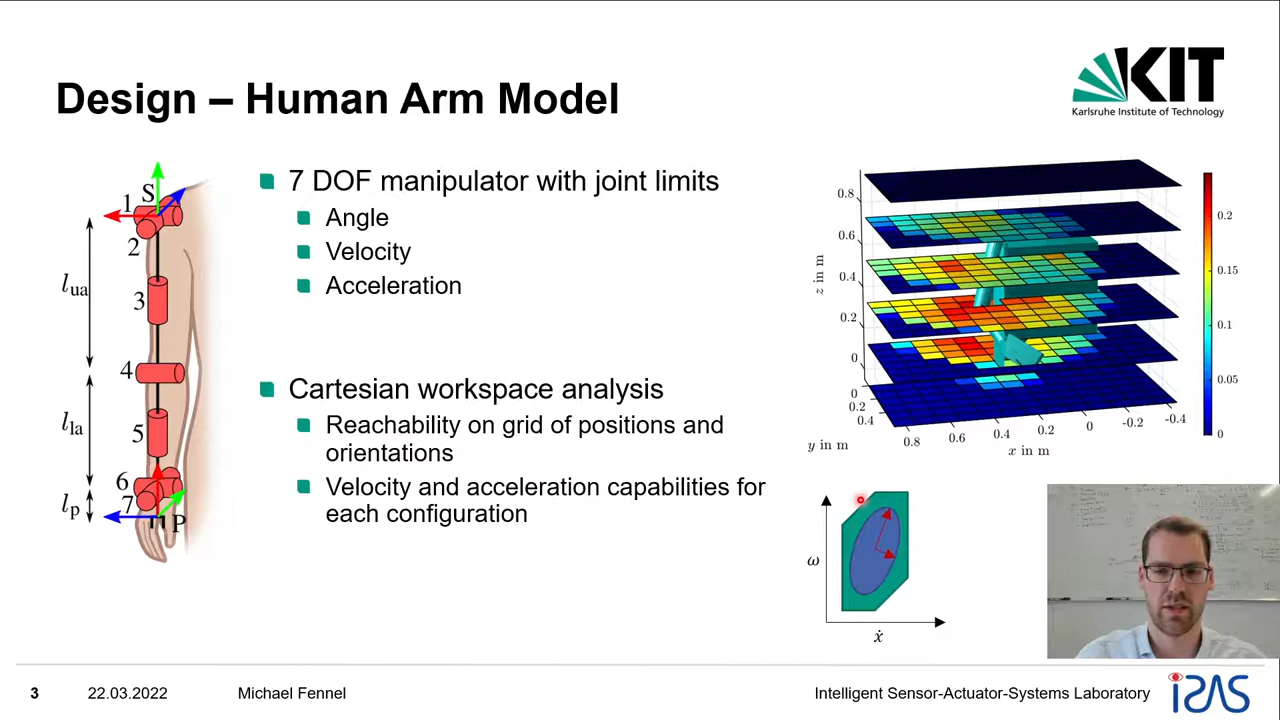 Design – Human Arm Model
KIT
Karlsruhe Institute of Technology
S
1
2
3
4
5
6
7
P
l_ua
l_la
l_p
7 DOF manipulator with joint limits
Angle
Velocity
Acceleration
Cartesian workspace analysis
Reachability on grid of positions and
orientations
Velocity and acceleration capabilities for
each configuration
0.8
0.6
0.4
0.2
0
z in m
0
0.2
0.4
y in m
0.8
0.6
0.4
0.2
0
-0.2
-0.4
x in m
0.2
0.15
0.1
0.05
0
ω
ẋ
3
22.03.2022
Michael Fennel
Intelligent Sensor-Actuator-Systems Laboratory
ISAS